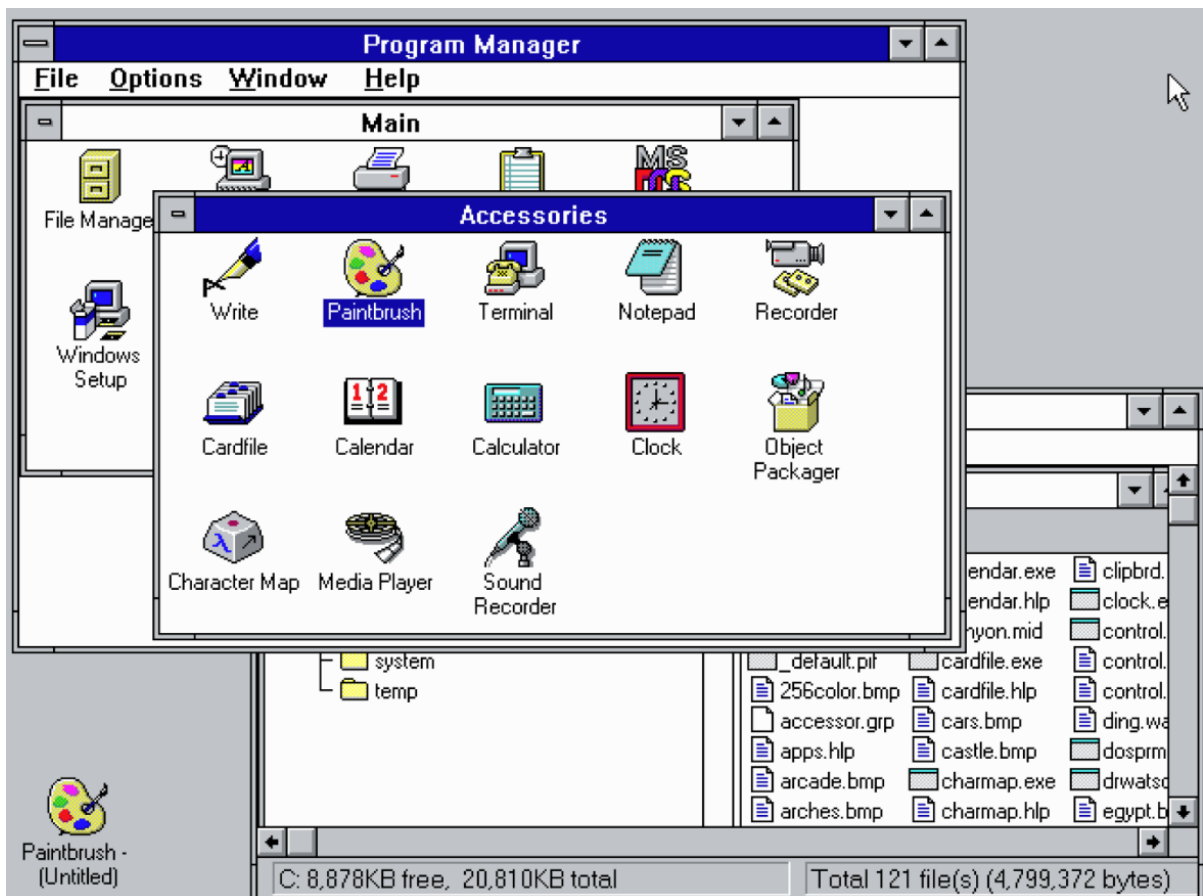 Program Manager
File Options Window Help
Main
MS
File Manage
Windows
Setup
Accessories
Write Paintbrush Terminal Notepad Recorder
Cardfile Calendar Calculator Clock Object
Packager
Character Map Media Player Sound
Recorder
endar.exe clipbrd.
endar.hlp clock.e
nyon.mid control.
system _default.pif cardfile.exe control.
temp 256color.bmp cardfile.hlp control.
accessor.grp cars.bmp ding.wa
apps.hlp castle.bmp dosprm
arcade.bmp charmap.exe drwatso
arches.bmp charmap.hlp egypt.b
Paintbrush -
(Untitled)
C: 8,878KB free, 20,810KB total Total 121 file(s) (4,799,372 bytes)